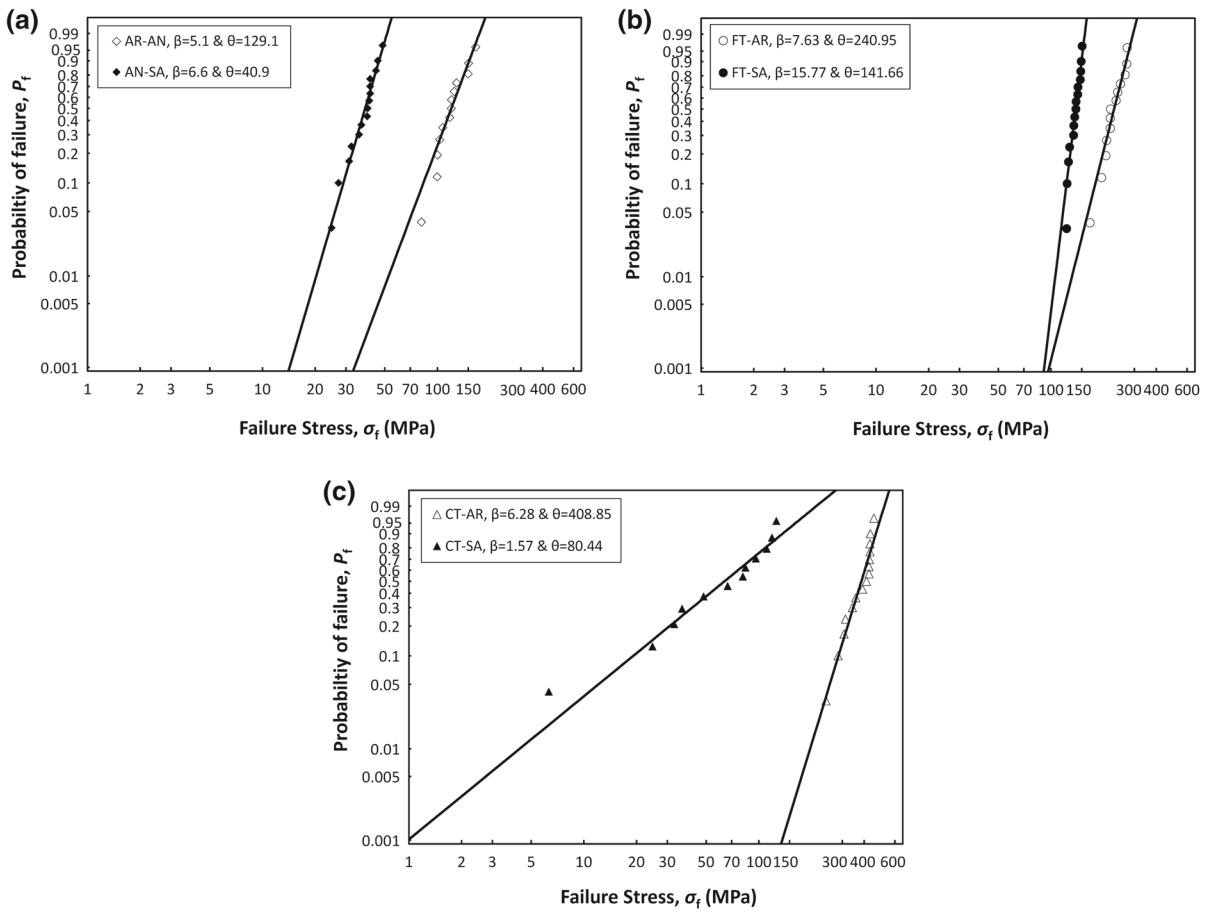 (a)
AR-AN, β=5.1 & θ=129.1
AN-SA, β=6.6 & θ=40.9
Probabiltiy of failure, Pf
0.99
0.95
0.9
0.8
0.7
0.6
0.5
0.4
0.3
0.2
0.1
0.05
0.01
0.005
0.001
1 2 3 5 10 20 30 50 70 100 150 300 400 600
Failure Stress, σf (MPa)
(b)
FT-AR, β=7.63 & θ=240.95
FT-SA, β=15.77 & θ=141.66
Probabiltiy of failure, Pf
0.99
0.95
0.9
0.8
0.7
0.6
0.5
0.4
0.3
0.2
0.1
0.05
0.01
0.005
0.001
1 2 3 5 10 20 30 50 70 100 150 300 400 600
Failure Stress, σf (MPa)
(c)
CT-AR, β=6.28 & θ=408.85
CT-SA, β=1.57 & θ=80.44
Probabiltiy of failure, Pf
0.99
0.95
0.9
0.8
0.7
0.6
0.5
0.4
0.3
0.2
0.1
0.05
0.01
0.005
0.001
1 2 3 5 10 20 30 50 70 100 150 300 400 600
Failure Stress, σf (MPa)